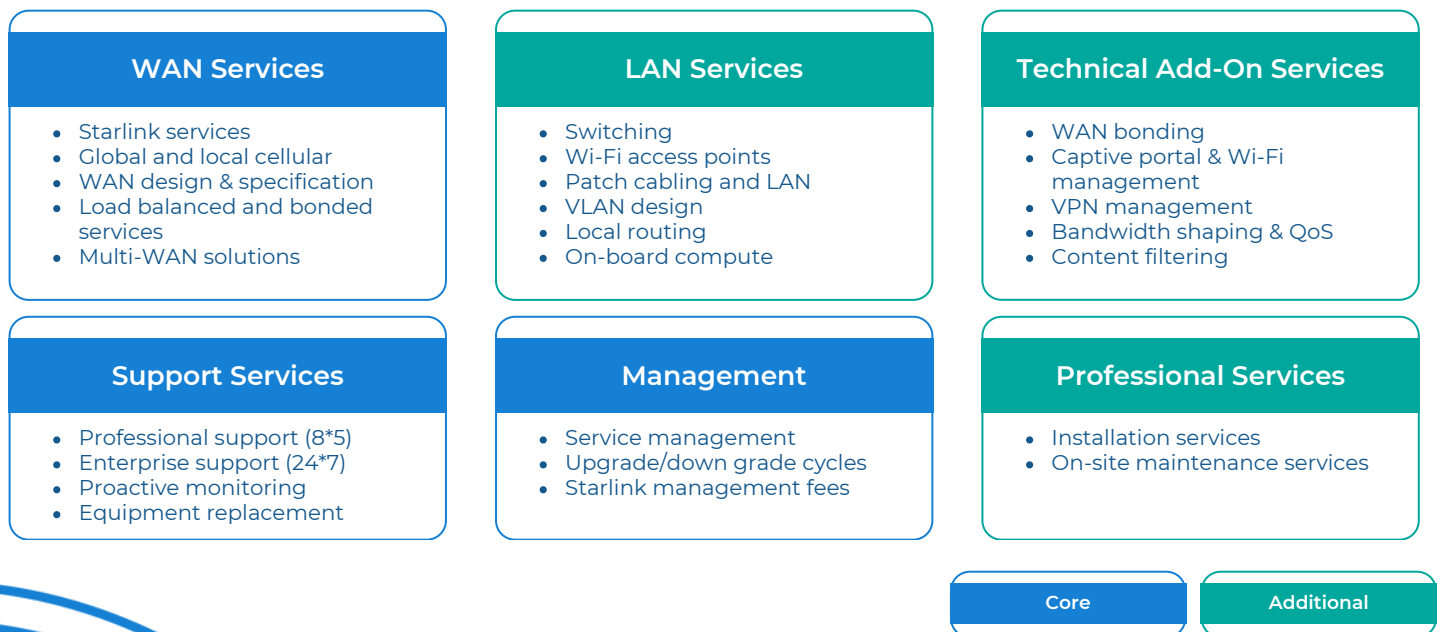 WAN Services
• Starlink services
• Global and local cellular
• WAN design & specification
• Load balanced and bonded
services
• Multi-WAN solutions
LAN Services
• Switching
• Wi-Fi access points
• Patch cabling and LAN
• VLAN design
• Local routing
• On-board compute
Technical Add-On Services
• WAN bonding
• Captive portal & Wi-Fi
management
• VPN management
• Bandwidth shaping & QoS
• Content filtering
Support Services
• Professional support (8*5)
• Enterprise support (24*7)
• Proactive monitoring
• Equipment replacement
Management
• Service management
• Upgrade/down grade cycles
• Starlink management fees
Professional Services
• Installation services
• On-site maintenance services
Core
Additional